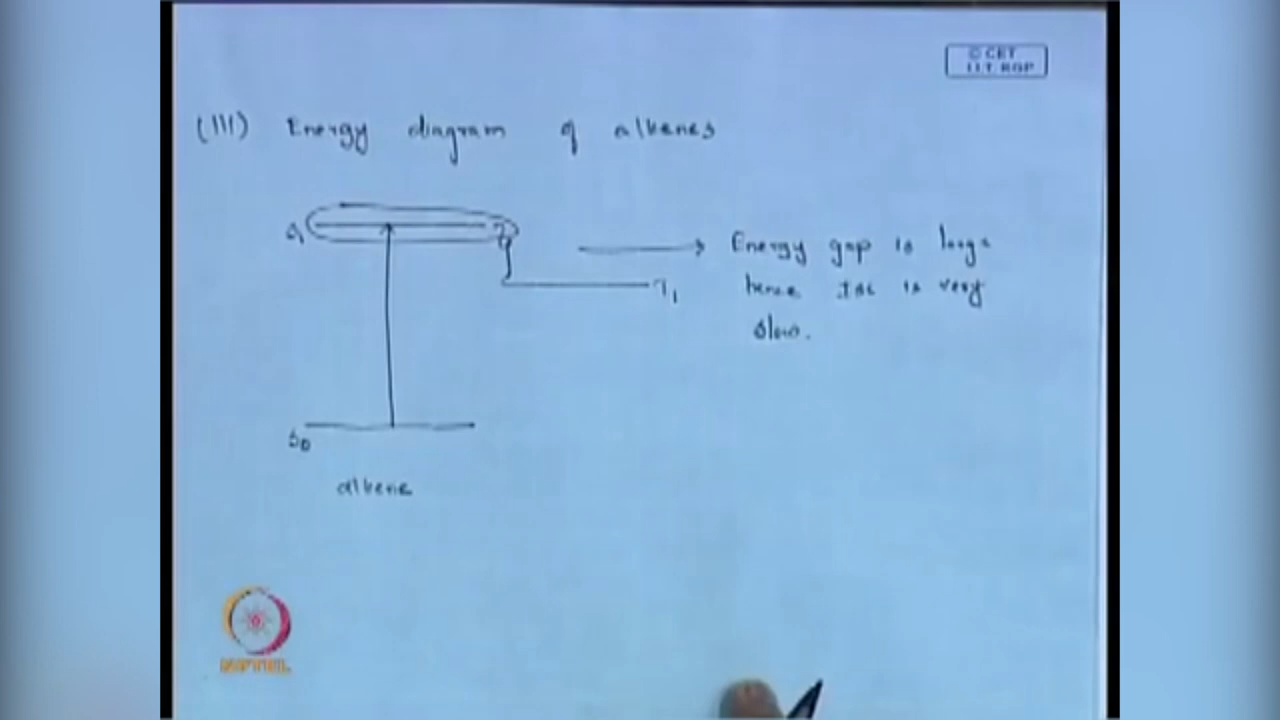 © CET
I.I.T. KGP
(III) Energy diagram of alkenes
S1
T1
Energy gap is large
hence ISC is very
slow.
S0
alkene
NPTEL